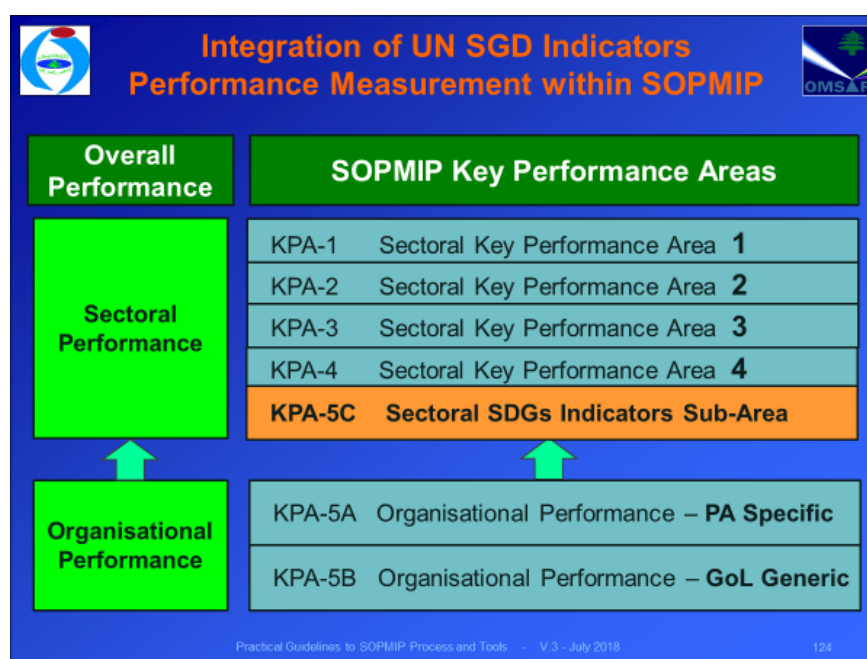 Integration of UN SGD Indicators
Performance Measurement within SOPMIP
OMSAR
Overall
Performance
SOPMIP Key Performance Areas
Sectoral
Performance
KPA-1 Sectoral Key Performance Area 1
KPA-2 Sectoral Key Performance Area 2
KPA-3 Sectoral Key Performance Area 3
KPA-4 Sectoral Key Performance Area 4
KPA-5C Sectoral SDGs Indicators Sub-Area
Organisational
Performance
KPA-5A Organisational Performance – PA Specific
KPA-5B Organisational Performance – GoL Generic
Practical Guidelines to SOPMIP Process and Tools - V.3 - July 2018
124